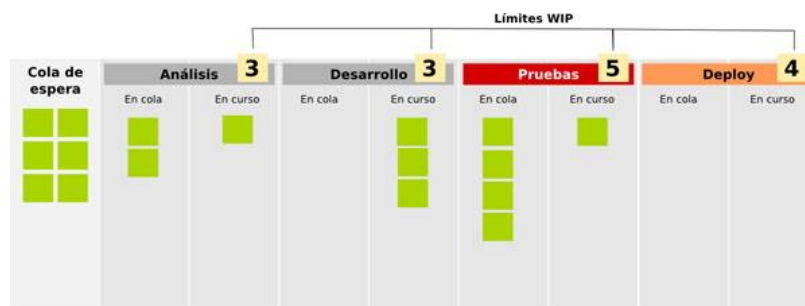 Límites WIP
Cola de
espera
Análisis 3
Desarrollo 3
Pruebas 5
Deploy 4
En cola
En curso
En cola
En curso
En cola
En curso
En cola
En curso